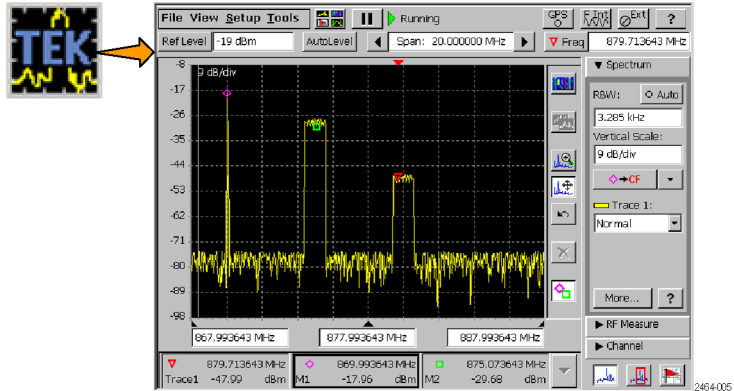 TEK
File View Setup Tools
Running
GPS
Int
Ext
?
Ref Level -19 dBm
AutoLevel
Span: 20.000000 MHz
Freq 879.713643 MHz
9 dB/div
-8
-17
-26
-35
-44
-53
-62
-71
-80
-89
-98
867.993643 MHz
877.993643 MHz
887.993643 MHz
Spectrum
RBW:
Auto
3.285 kHz
Vertical Scale:
9 dB/div
→CF
Trace 1:
Normal
More...
?
RF Measure
Channel
879.713643 MHz
Trace1 -47.99 dBm
869.993643 MHz
M1 -17.96 dBm
875.073643 MHz
M2 -29.68 dBm
2464-005